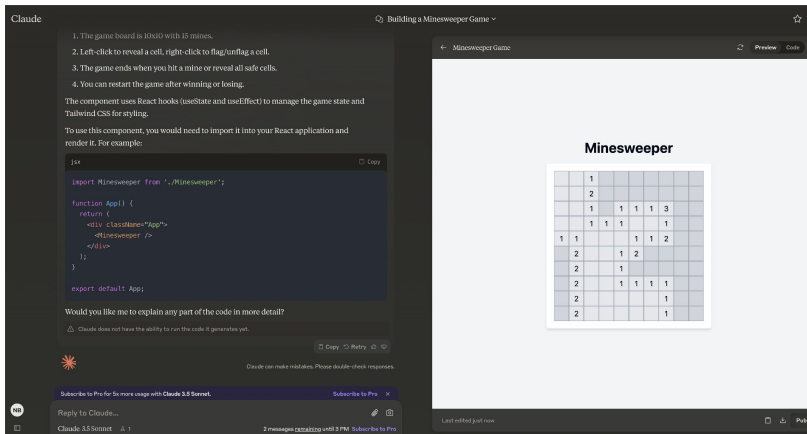 Claude
Building a Minesweeper Game
1. The game board is 10x10 with 15 mines.
2. Left-click to reveal a cell, right-click to flag/unflag a cell.
3. The game ends when you hit a mine or reveal all safe cells.
4. You can restart the game after winning or losing.
The component uses React hooks (useState and useEffect) to manage the game state and
Tailwind CSS for styling.
To use this component, you would need to import it into your React application and
render it. For example:
jsx
Copy
import Minesweeper from './Minesweeper';
function App() {
return (
<div className="App">
<Minesweeper />
</div>
);
}
export default App;
Would you like me to explain any part of the code in more detail?
Claude does not have the ability to run the code it generates yet.
Copy Retry
Claude can make mistakes. Please double-check responses.
Subscribe to Pro for 5x more usage with Claude 3.5 Sonnet. Subscribe to Pro ×
NB
Reply to Claude...
Claude 3.5 Sonnet 1
2 messages remaining until 3 PM Subscribe to Pro
← Minesweeper Game
Preview Code
Minesweeper
1
2
1 1 1 1 3
1 1 1 1
1 1 1 1 2
2 1 2
2 1
2 1 1 1 1
2 1
2 1
Last edited just now